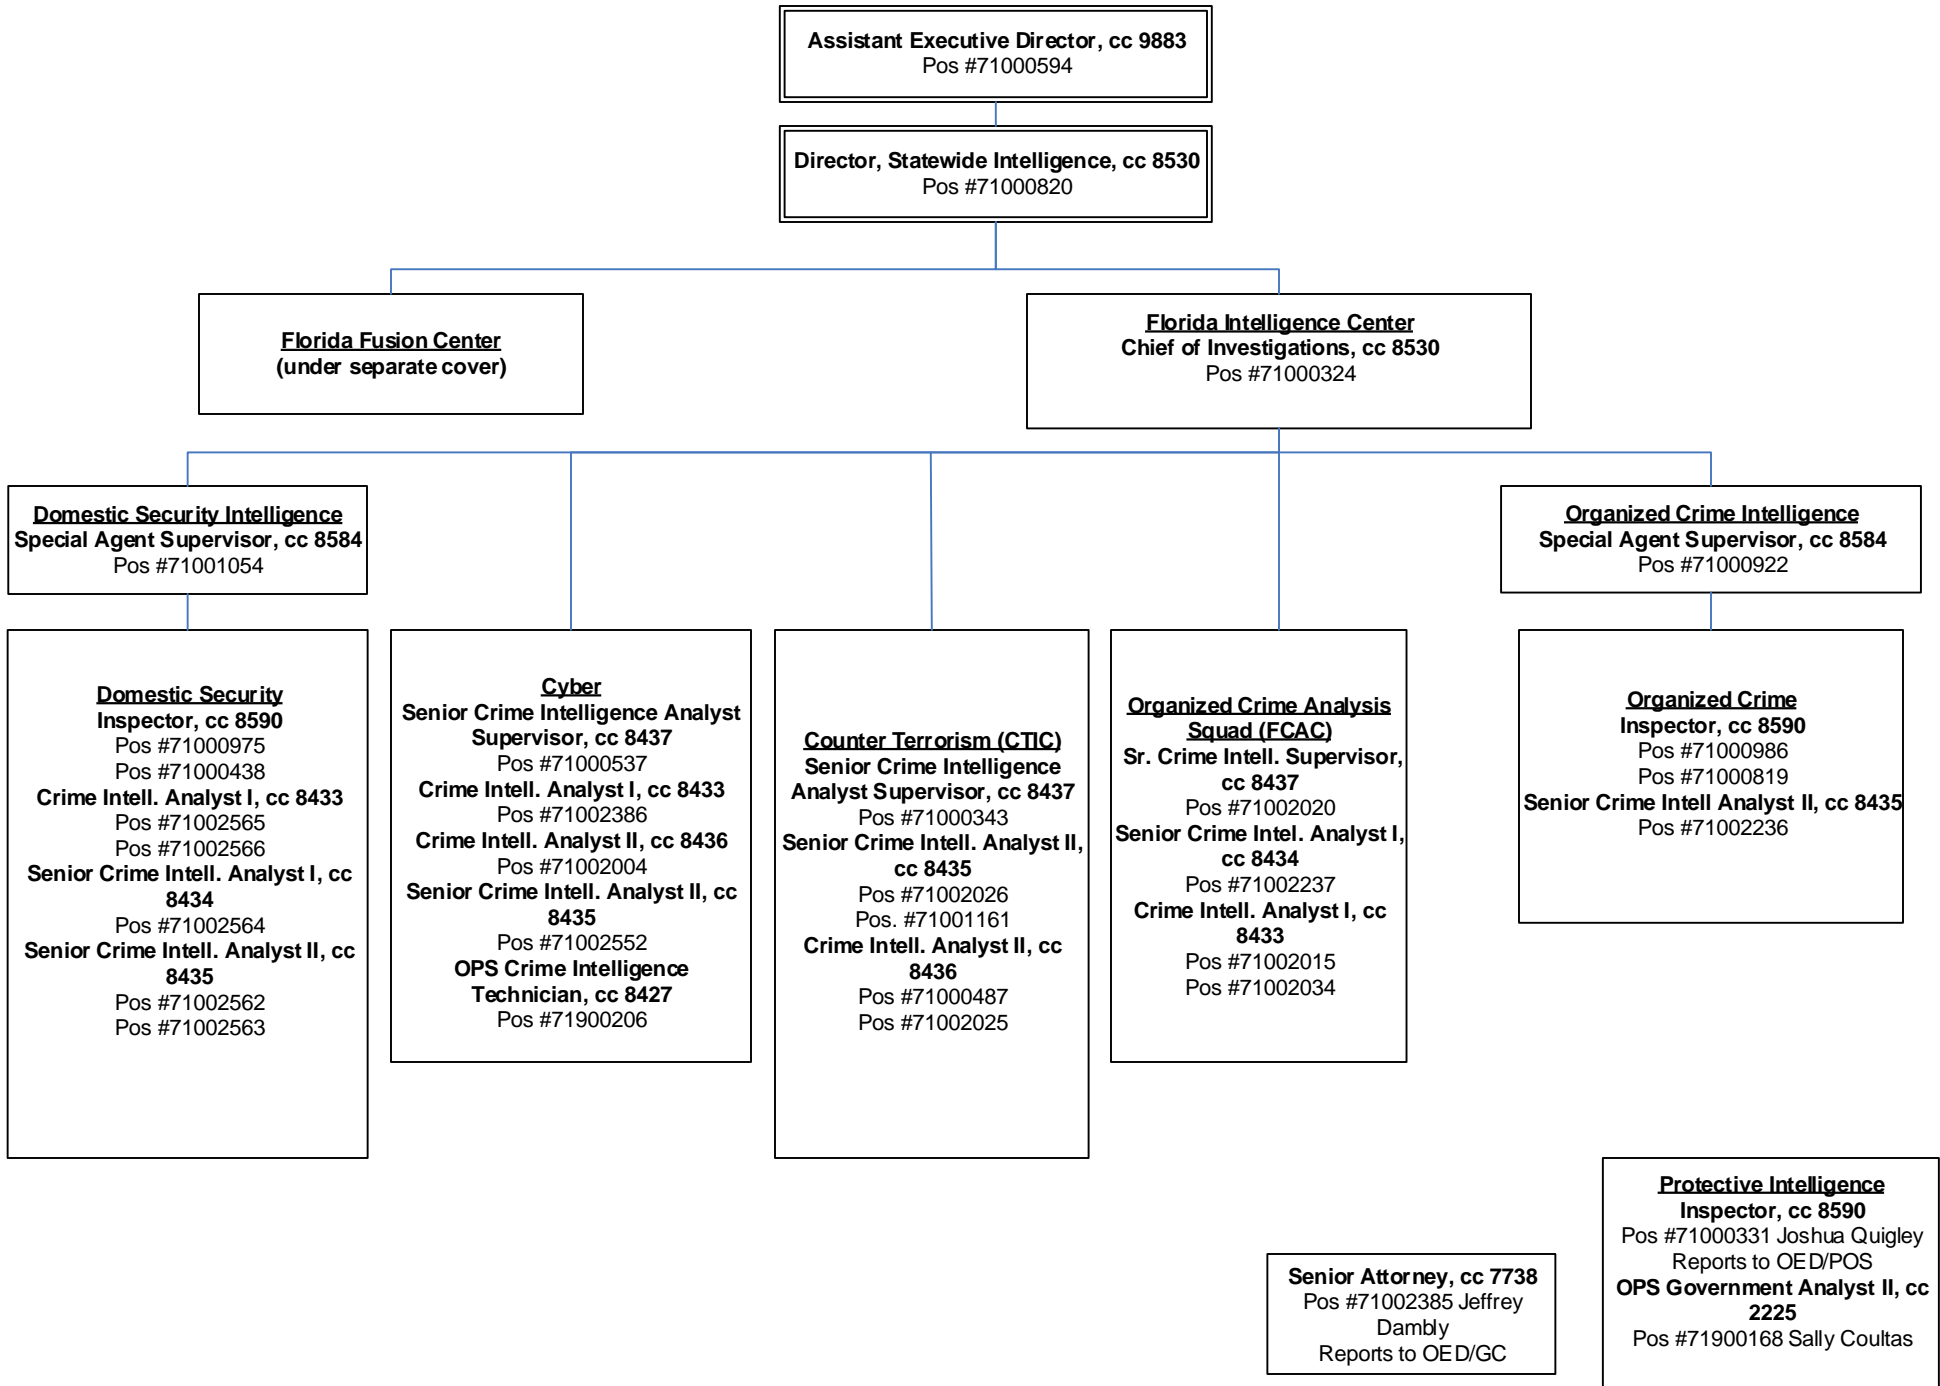 Assistant Executive Director, cc 9883
Pos #71000594
Director, Statewide Intelligence, cc 8530
Pos #71000820
Florida Fusion Center
(under separate cover)
Florida Intelligence Center
Chief of Investigations, cc 8530
Pos #71000324
Domestic Security Intelligence
Special Agent Supervisor, cc 8584
Pos #71001054
Organized Crime Intelligence
Special Agent Supervisor, cc 8584
Pos #71000922
Domestic Security
Inspector, cc 8590
Pos #71000975
Pos #71000438
Crime Intell. Analyst I, cc 8433
Pos #71002565
Pos #71002566
Senior Crime Intell. Analyst I, cc
8434
Pos #71002564
Senior Crime Intell. Analyst II, cc
8435
Pos #71002562
Pos #71002563
Cyber
Senior Crime Intelligence Analyst
Supervisor, cc 8437
Pos #71000537
Crime Intell. Analyst I, cc 8433
Pos #71002386
Crime Intell. Analyst II, cc 8436
Pos #71002004
Senior Crime Intell. Analyst II, cc
8435
Pos #71002552
OPS Crime Intelligence
Technician, cc 8427
Pos #71900206
Counter Terrorism (CTIC)
Senior Crime Intelligence
Analyst Supervisor, cc 8437
Pos #71000343
Senior Crime Intell. Analyst II,
cc 8435
Pos #71002026
Pos. #71001161
Crime Intell. Analyst II, cc
8436
Pos #71000487
Pos #71002025
Organized Crime Analysis
Squad (FCAC)
Sr. Crime Intell. Supervisor,
cc 8437
Pos #71002020
Senior Crime Intel. Analyst I,
cc 8434
Pos #71002237
Crime Intell. Analyst I, cc
8433
Pos #71002015
Pos #71002034
Organized Crime
Inspector, cc 8590
Pos #71000986
Pos #71000819
Senior Crime Intell Analyst II, cc 8435
Pos #71002236
Senior Attorney, cc 7738
Pos #71002385 Jeffrey
Dambly
Reports to OED/GC
Protective Intelligence
Inspector, cc 8590
Pos #71000331 Joshua Quigley
Reports to OED/POS
OPS Government Analyst II, cc
2225
Pos #71900168 Sally Coultas